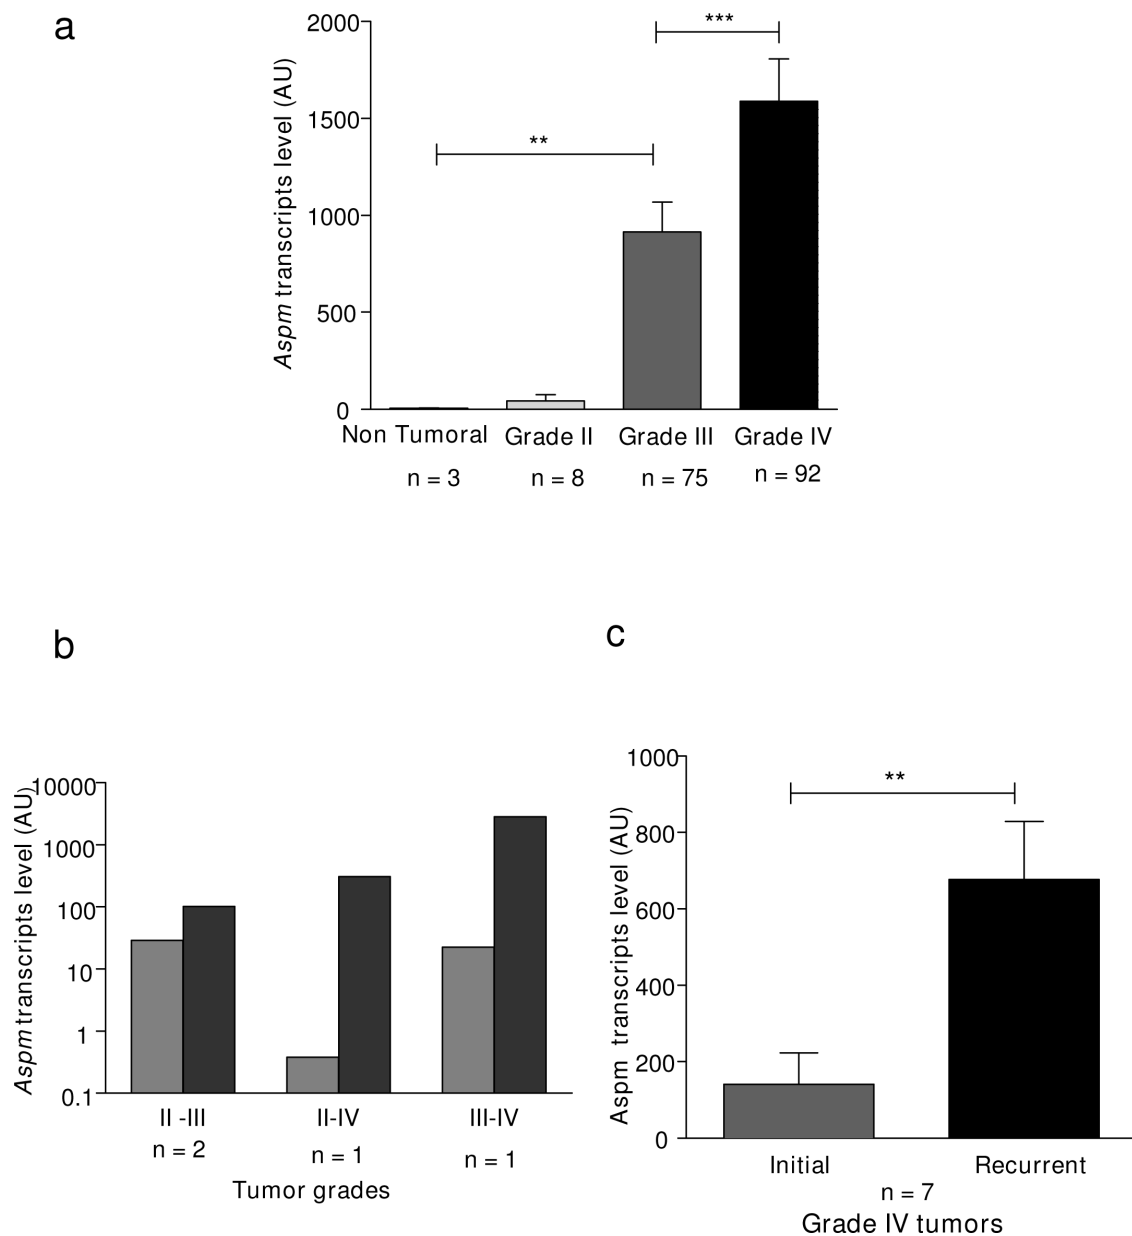 a
Aspm transcripts level (AU)
2000
1500
1000
500
0
**
***
Non Tumoral Grade II Grade III Grade IV
n = 3 n = 8 n = 75 n = 92
b
Aspm transcripts level (AU)
10000
1000
100
10
1
0.1
II -III II-IV III-IV
n = 2 n = 1 n = 1
Tumor grades
c
Aspm transcripts level (AU)
1000
800
600
400
200
0
**
Initial Recurrent
n = 7
Grade IV tumors